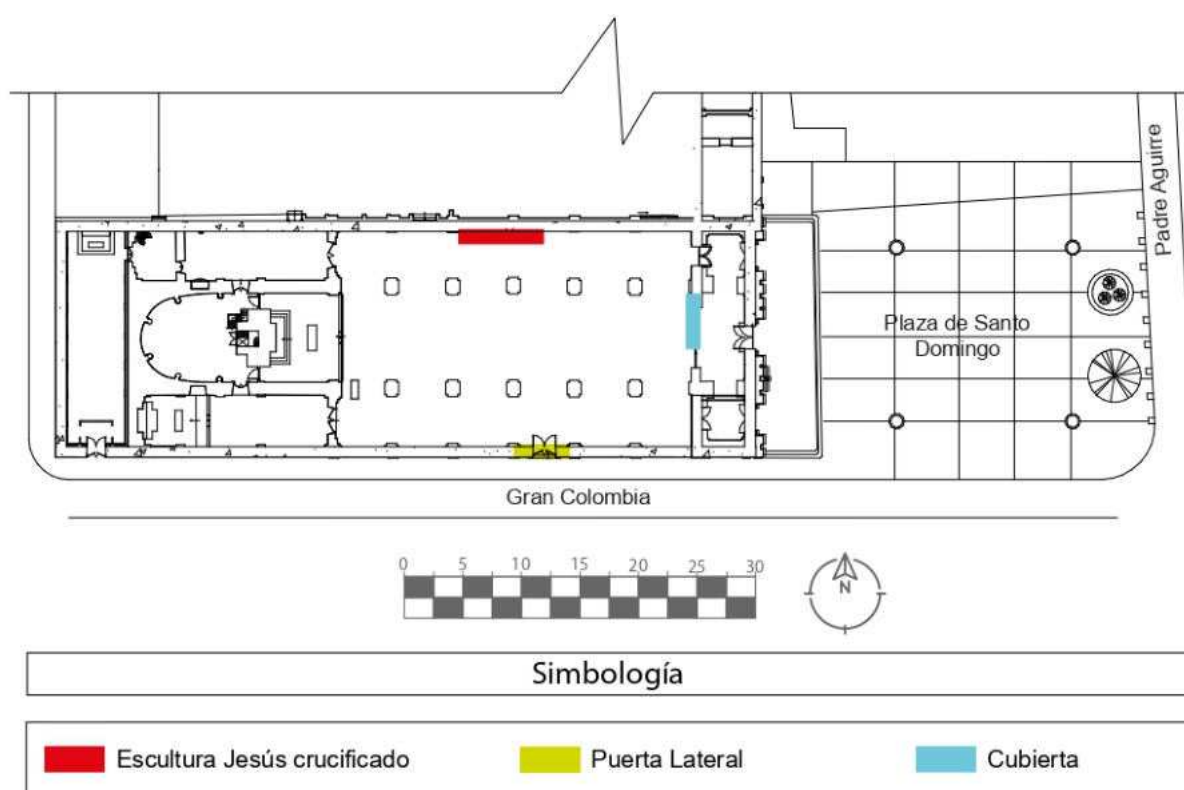 Padre Aguirre
Plaza de Santo
Domingo
Gran Colombia
0 5 10 15 20 25 30
N
Simbología
Escultura Jesús crucificado
Puerta Lateral
Cubierta